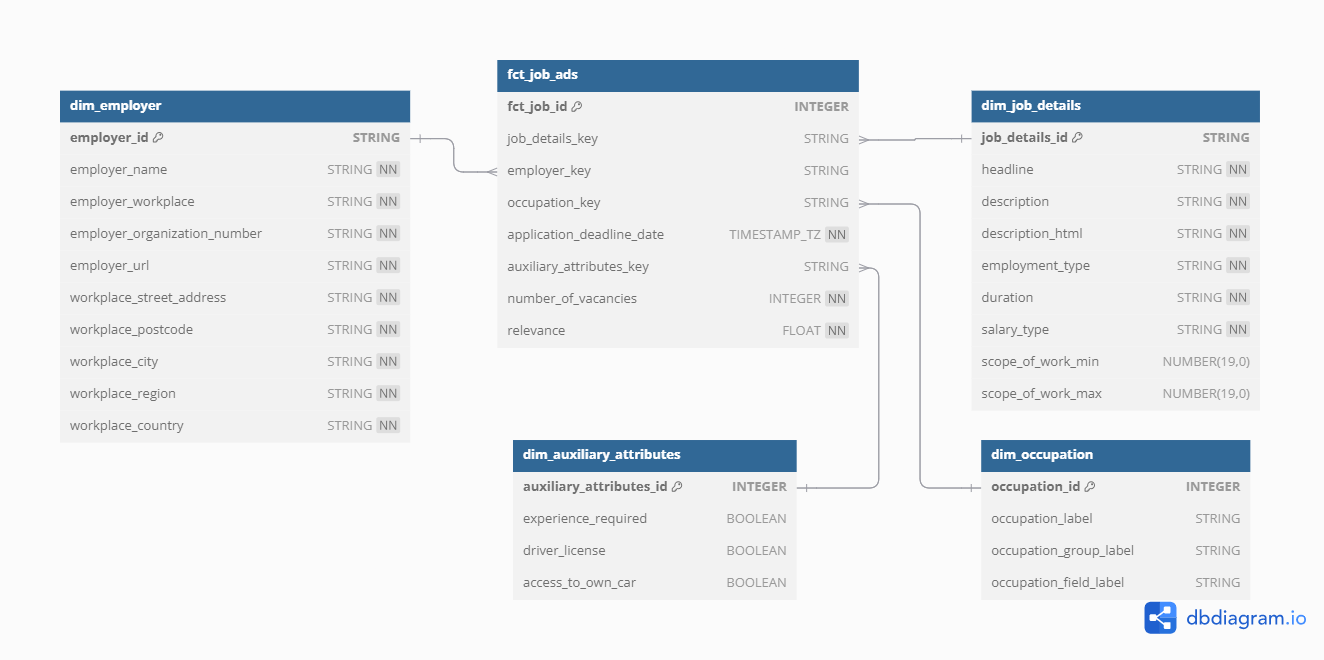 dim_employer
employer_id STRING
employer_name STRING NN
employer_workplace STRING NN
employer_organization_number STRING NN
employer_url STRING NN
workplace_street_address STRING NN
workplace_postcode STRING NN
workplace_city STRING NN
workplace_region STRING NN
workplace_country STRING NN
fct_job_ads
fct_job_id INTEGER
job_details_key STRING
employer_key STRING
occupation_key STRING
application_deadline_date TIMESTAMP_TZ NN
auxiliary_attributes_key STRING
number_of_vacancies INTEGER NN
relevance FLOAT NN
dim_job_details
job_details_id STRING
headline STRING NN
description STRING NN
description_html STRING NN
employment_type STRING NN
duration STRING NN
salary_type STRING NN
scope_of_work_min NUMBER(19,0)
scope_of_work_max NUMBER(19,0)
dim_auxiliary_attributes
auxiliary_attributes_id INTEGER
experience_required BOOLEAN
driver_license BOOLEAN
access_to_own_car BOOLEAN
dim_occupation
occupation_id INTEGER
occupation_label STRING
occupation_group_label STRING
occupation_field_label STRING
dbdiagram.io